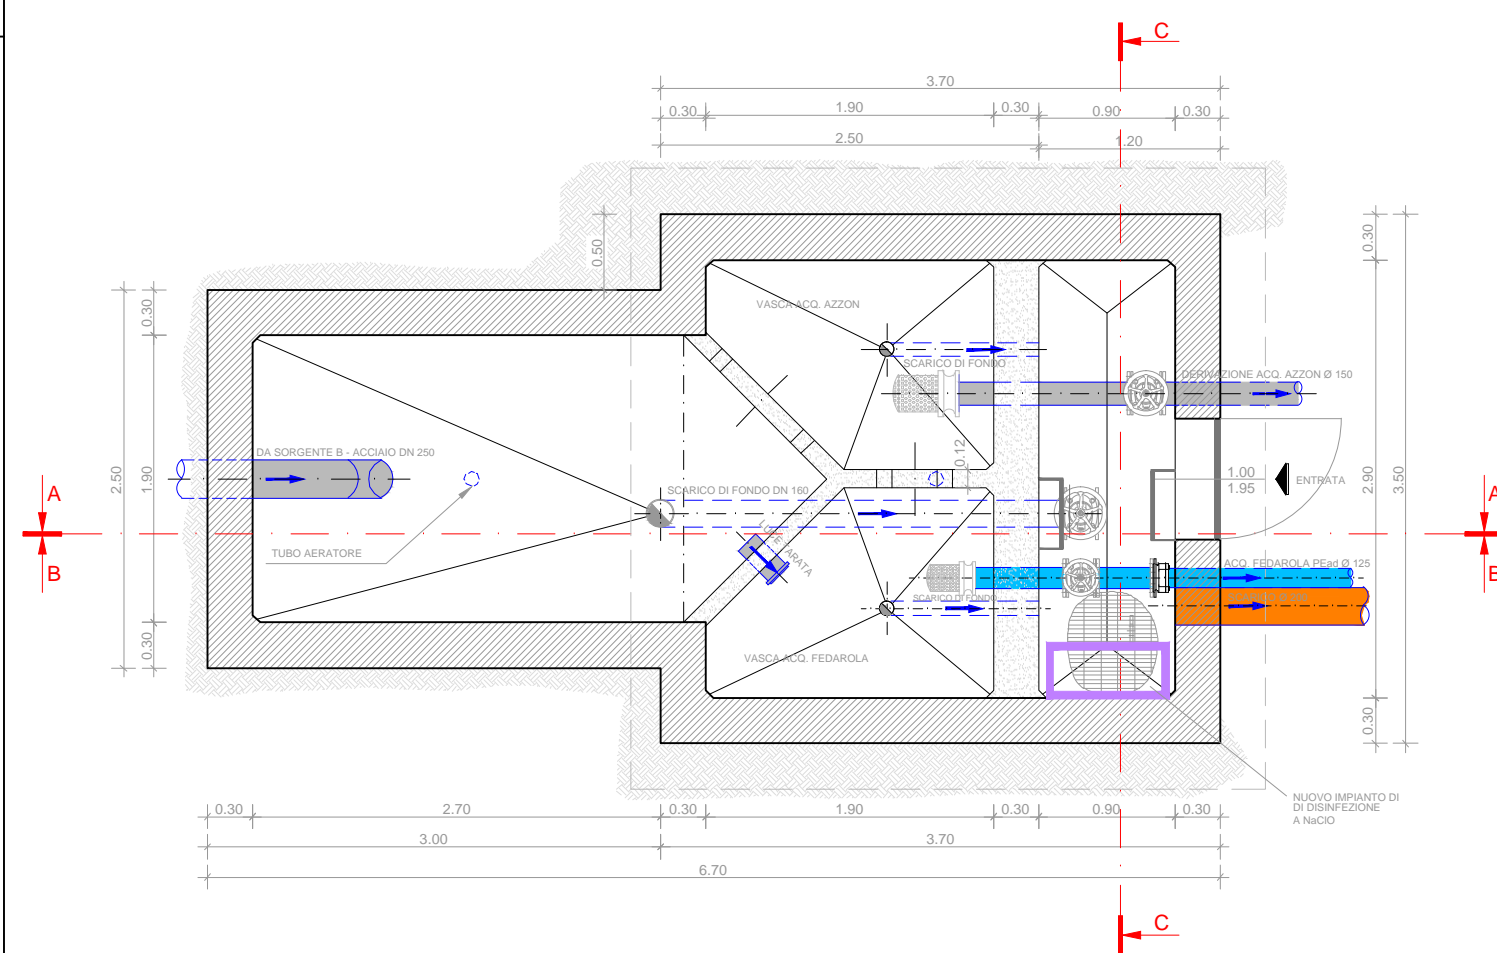 C
3.70
0.30
1.90
0.30
0.90
0.30
2.50
1.20
0.50
0.30
0.30
VASCA ACQ. AZZON
SCARICO DI FONDO
DERIVAZIONE ACQ. AZZON Ø 150
DA SORGENTE B - ACCIAIO DN 250
0.12
1.00
1.95
ENTRATA
2.50
1.90
2.90
3.50
A
A
SCARICO DI FONDO DN 160
LUCE TARATA
TUBO AERATORE
B
B
ACQ. FEDAROLA PEad Ø 125
SCARICO DI FONDO
VASCA ACQ. FEDAROLA
0.30
0.30
NUOVO IMPIANTO DI
DI DISINFEZIONE
A NaClO
0.30
2.70
0.30
1.90
0.30
0.90
0.30
3.00
3.70
6.70
C